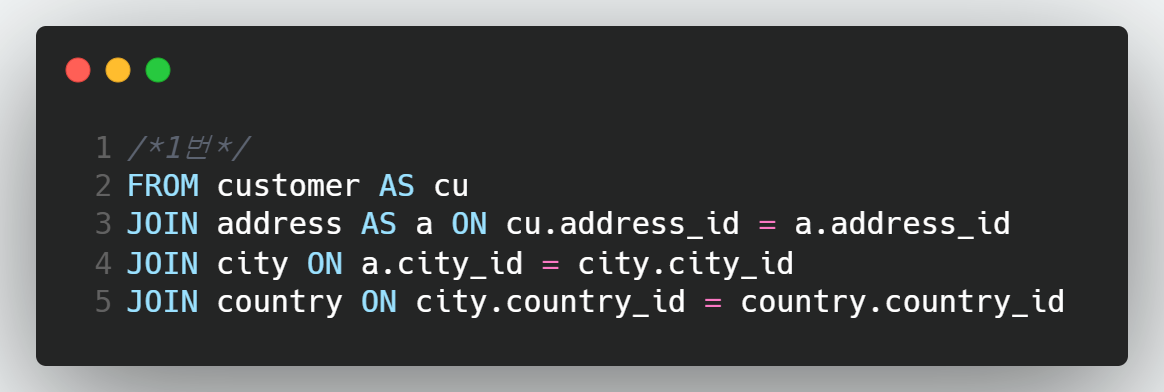 1 /*1번*/
2 FROM customer AS cu
3 JOIN address AS a ON cu.address_id = a.address_id
4 JOIN city ON a.city_id = city.city_id
5 JOIN country ON city.country_id = country.country_id